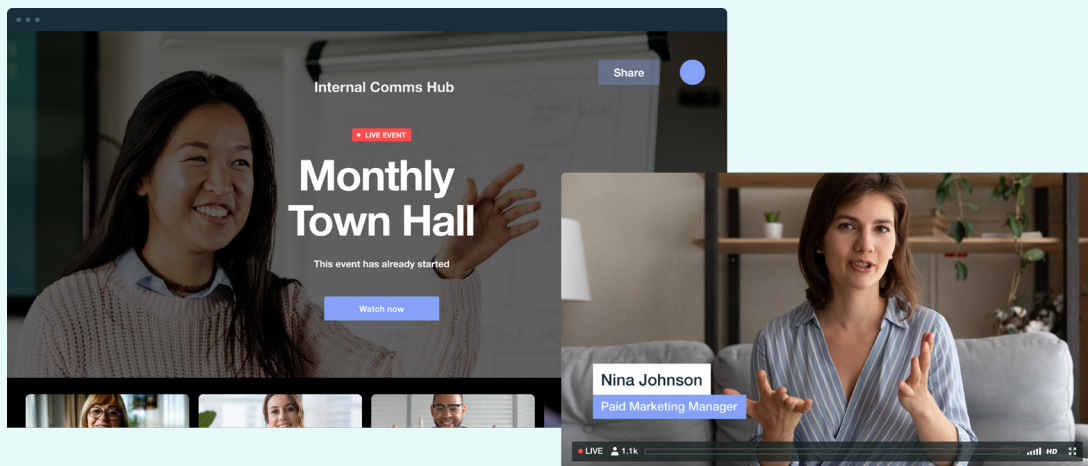 Internal Comms Hub
Share
LIVE EVENT
Monthly
Town Hall
This event has already started
Watch now
Nina Johnson
Paid Marketing Manager
LIVE 1.1k HD